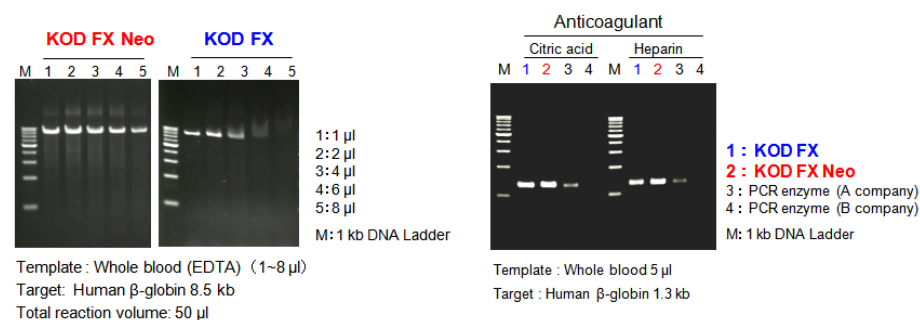 KOD FX Neo
KOD FX
M 1 2 3 4 5
M 1 2 3 4 5
1:1 µl
2:2 µl
3:4 µl
4:6 µl
5:8 µl
M:1 kb DNA Ladder
Template : Whole blood (EDTA) (1~8 µl)
Target: Human β-globin 8.5 kb
Total reaction volume: 50 µl
Anticoagulant
Citric acid
Heparin
M 1 2 3 4
M 1 2 3 4
1 : KOD FX
2 : KOD FX Neo
3 : PCR enzyme (A company)
4 : PCR enzyme (B company)
M: 1 kb DNA Ladder
Template : Whole blood 5 µl
Target : Human β-globin 1.3 kb